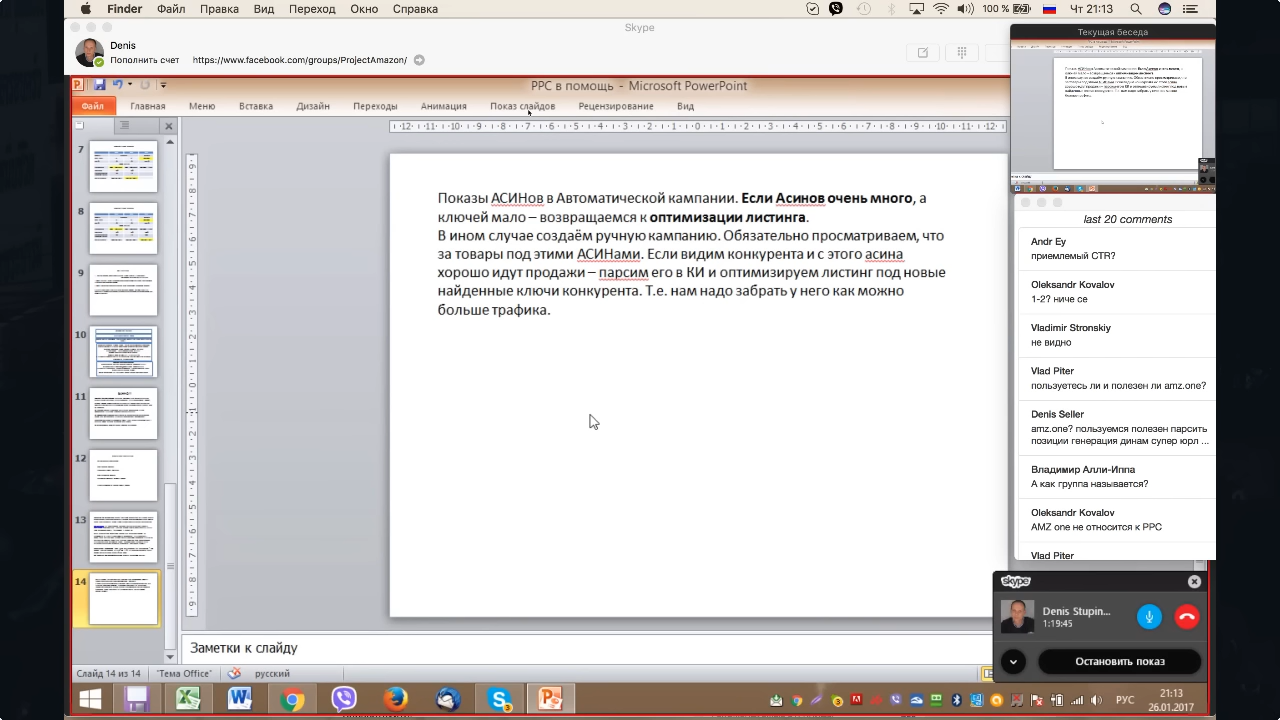 Finder Файл Правка Вид Переход Окно Справка
100 % Чт 21:13
Skype
Denis
Пополнить счет
Текущая беседа
PPC в помощь - Microsoft PowerPoint
Файл Главная Меню Вставка Дизайн Переходы Анимация Показ слайдов Рецензирование Вид
7
8
9
10
11
12
13
14
Показы АСИНов в Автоматической кампании. Если Асинов очень много, а
ключей мало – возвращаемся к оптимизации листинга.
В ином случае создаём ручную кампанию. Обязательно просматриваем, что
за товары под этими АСИНами. Если видим конкурента и с этого асина
хорошо идут продажи – парсим его в КИ и оптимизируем листинг под новые
найденные ключи конкурента. Т.е. нам надо забрать у него как можно
больше трафика.
last 20 comments
Andr Ey
приемлемый CTR?
Oleksandr Kovalov
1-2? ниче се
Vladimir Stronskiy
не видно
Vlad Piter
пользуетесь ли и полезен ли amz.one?
Denis Seller
amz.one? пользуемся полезен парсить
позиции генерация динам супер юрл ...
Владимир Алли-Иппа
А как группа называется?
Oleksandr Kovalov
AMZ one не относится к PPC
Vlad Piter
skype
Denis Stupin...
1:19:45
Остановить показ
Заметки к слайду
Слайд 14 из 14 "Тема Office" русский
РУС
21:13
26.01.2017